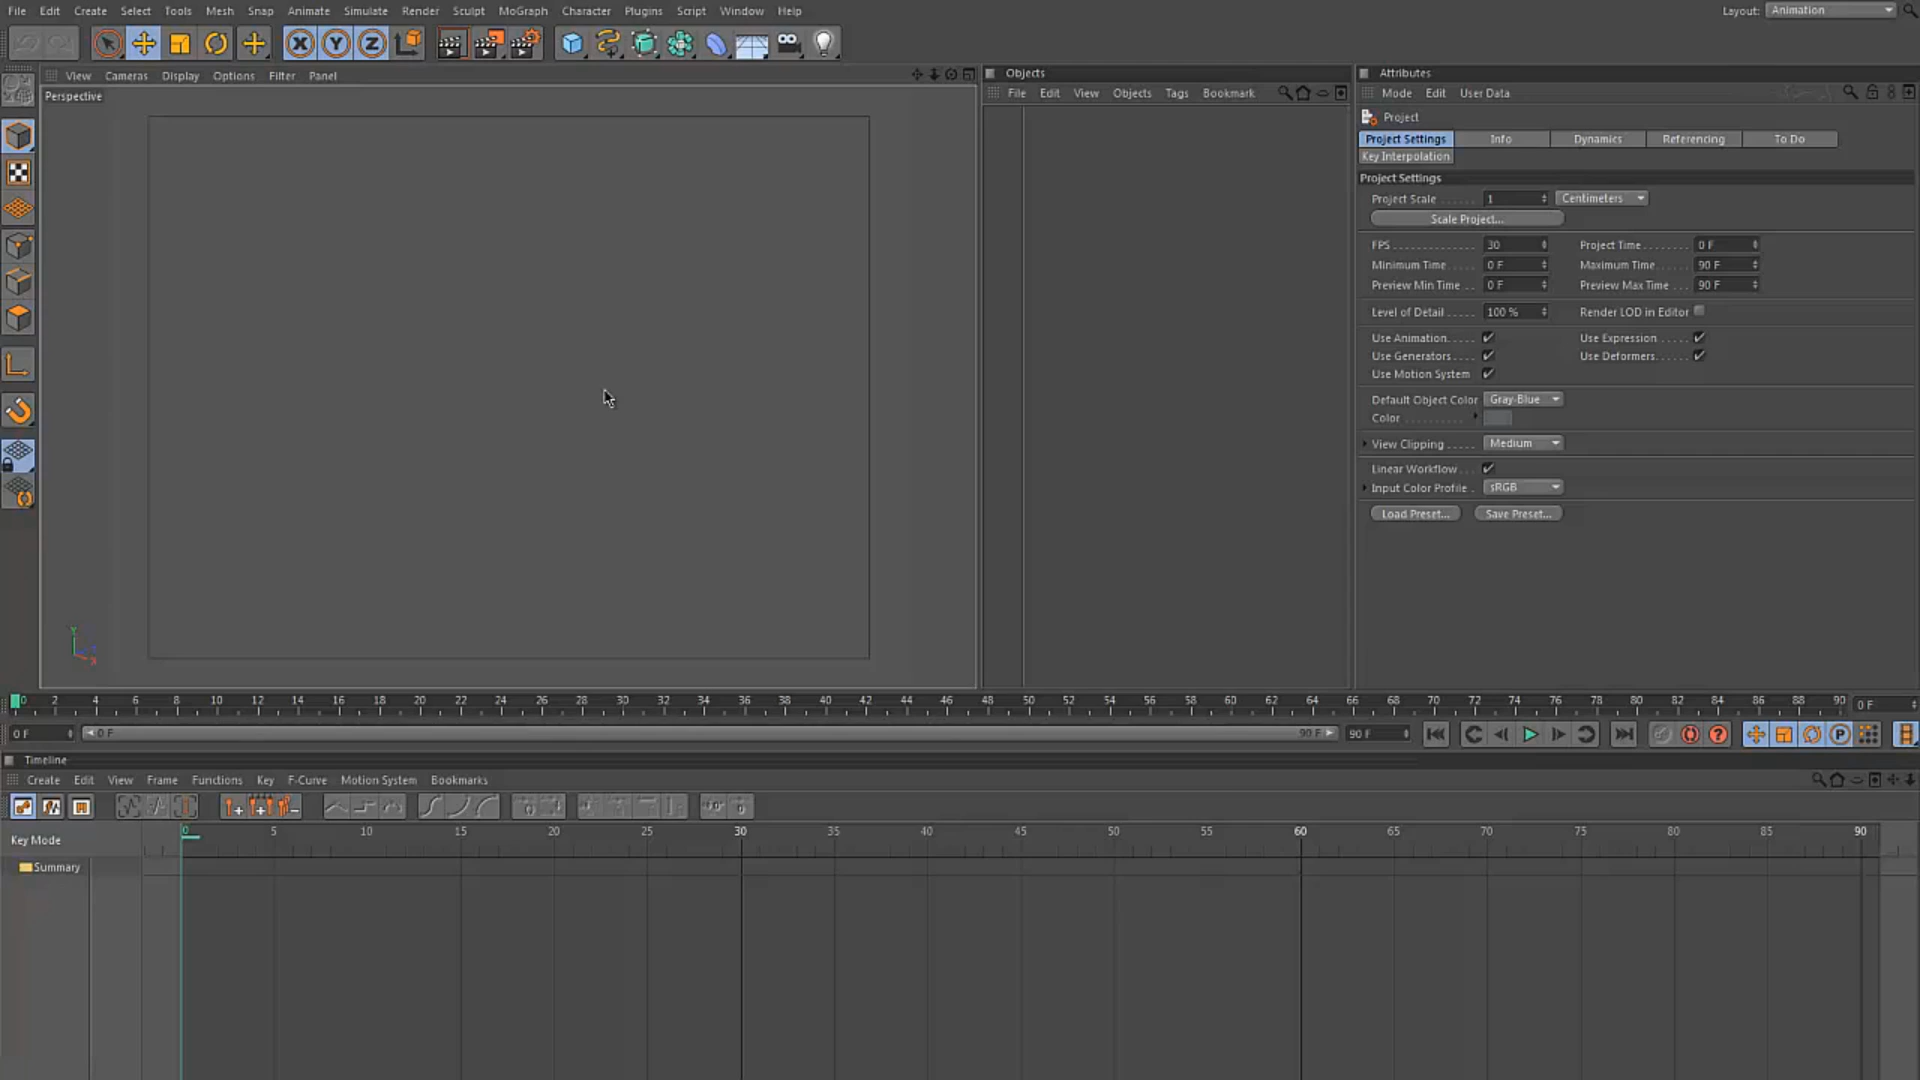 File Edit Create Select Tools Mesh Snap Animate Simulate Render Sculpt MoGraph Character Plugins Script Window Help Layout: Animation
X Y Z
View Cameras Display Options Filter Panel
Perspective
Y
X
Objects
File Edit View Objects Tags Bookmark
Attributes
Mode Edit User Data
Project
Project Settings Info Dynamics Referencing To Do
Key Interpolation
Project Settings
Project Scale 1 Centimeters
Scale Project...
FPS 30 Project Time 0 F
Minimum Time 0 F Maximum Time 90 F
Preview Min Time 0 F Preview Max Time 90 F
Level of Detail 100 % Render LOD in Editor
Use Animation Use Expression
Use Generators Use Deformers
Use Motion System
Default Object Color Gray-Blue
Color
View Clipping Medium
Linear Workflow
Input Color Profile sRGB
Load Preset... Save Preset...
0 2 4 6 8 10 12 14 16 18 20 22 24 26 28 30 32 34 36 38 40 42 44 46 48 50 52 54 56 58 60 62 64 66 68 70 72 74 76 78 80 82 84 86 88 90 0 F
0 F 0 F 90 F 90 F ? P
Timeline
Create Edit View Frame Functions Key F-Curve Motion System Bookmarks
Key Mode 0 5 10 15 20 25 30 35 40 45 50 55 60 65 70 75 80 85 90
Summary